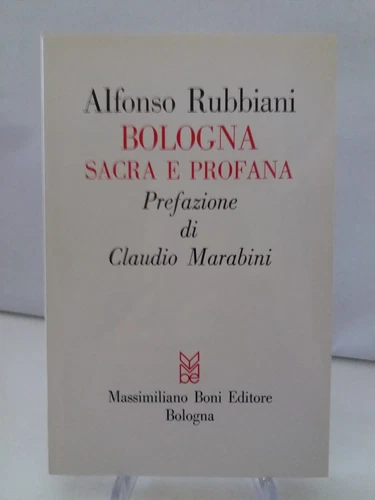 Alfonso Rubbiani
BOLOGNA
SACRA E PROFANA
Prefazione
di
Claudio Marabini
Massimiliano Boni Editore
Bologna